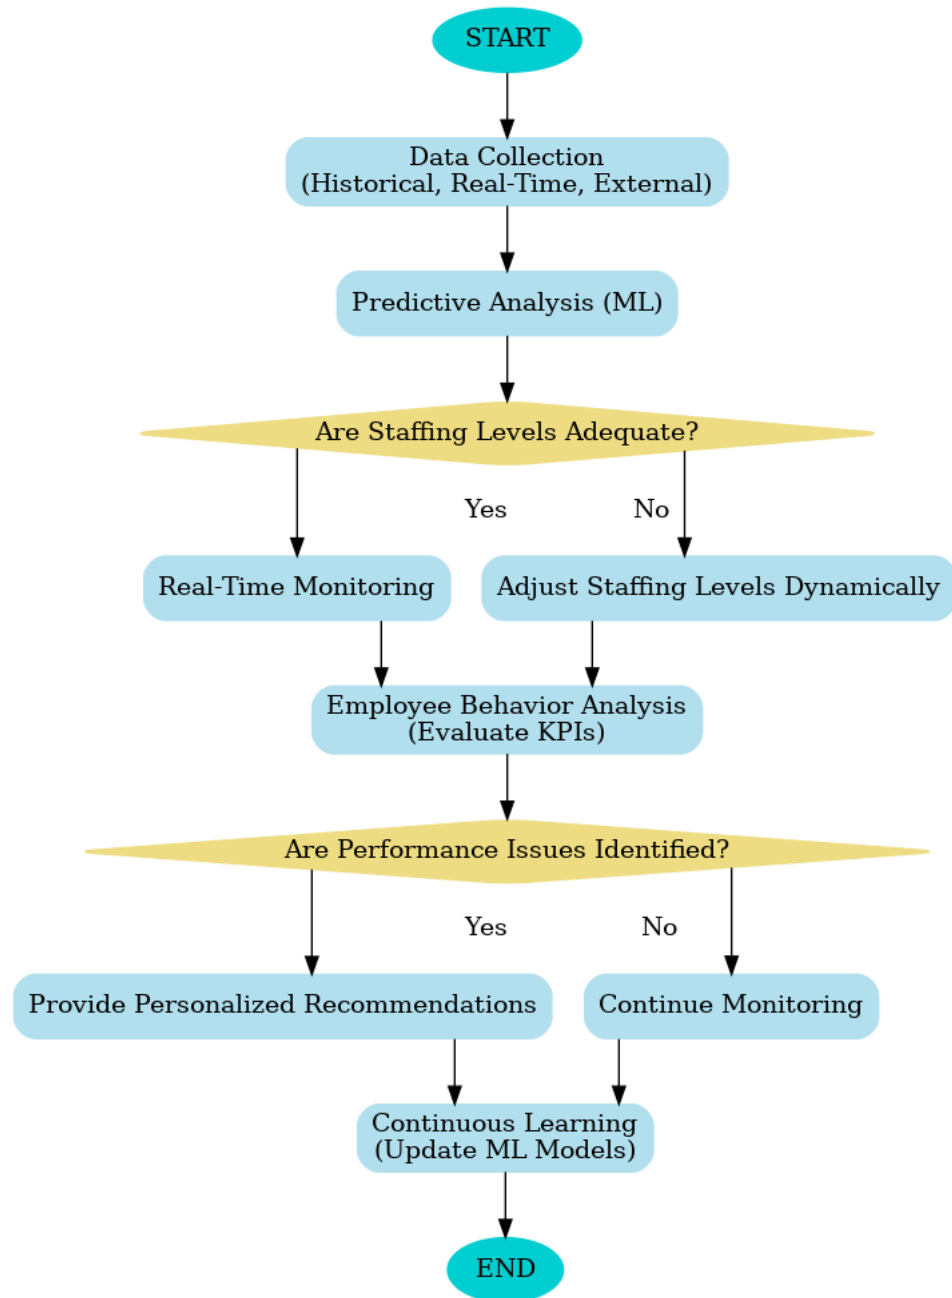 START
Data Collection
(Historical, Real-Time, External)
Predictive Analysis (ML)
Are Staffing Levels Adequate?
Yes
No
Real-Time Monitoring
Adjust Staffing Levels Dynamically
Employee Behavior Analysis
(Evaluate KPIs)
Are Performance Issues Identified?
Yes
No
Provide Personalized Recommendations
Continue Monitoring
Continuous Learning
(Update ML Models)
END